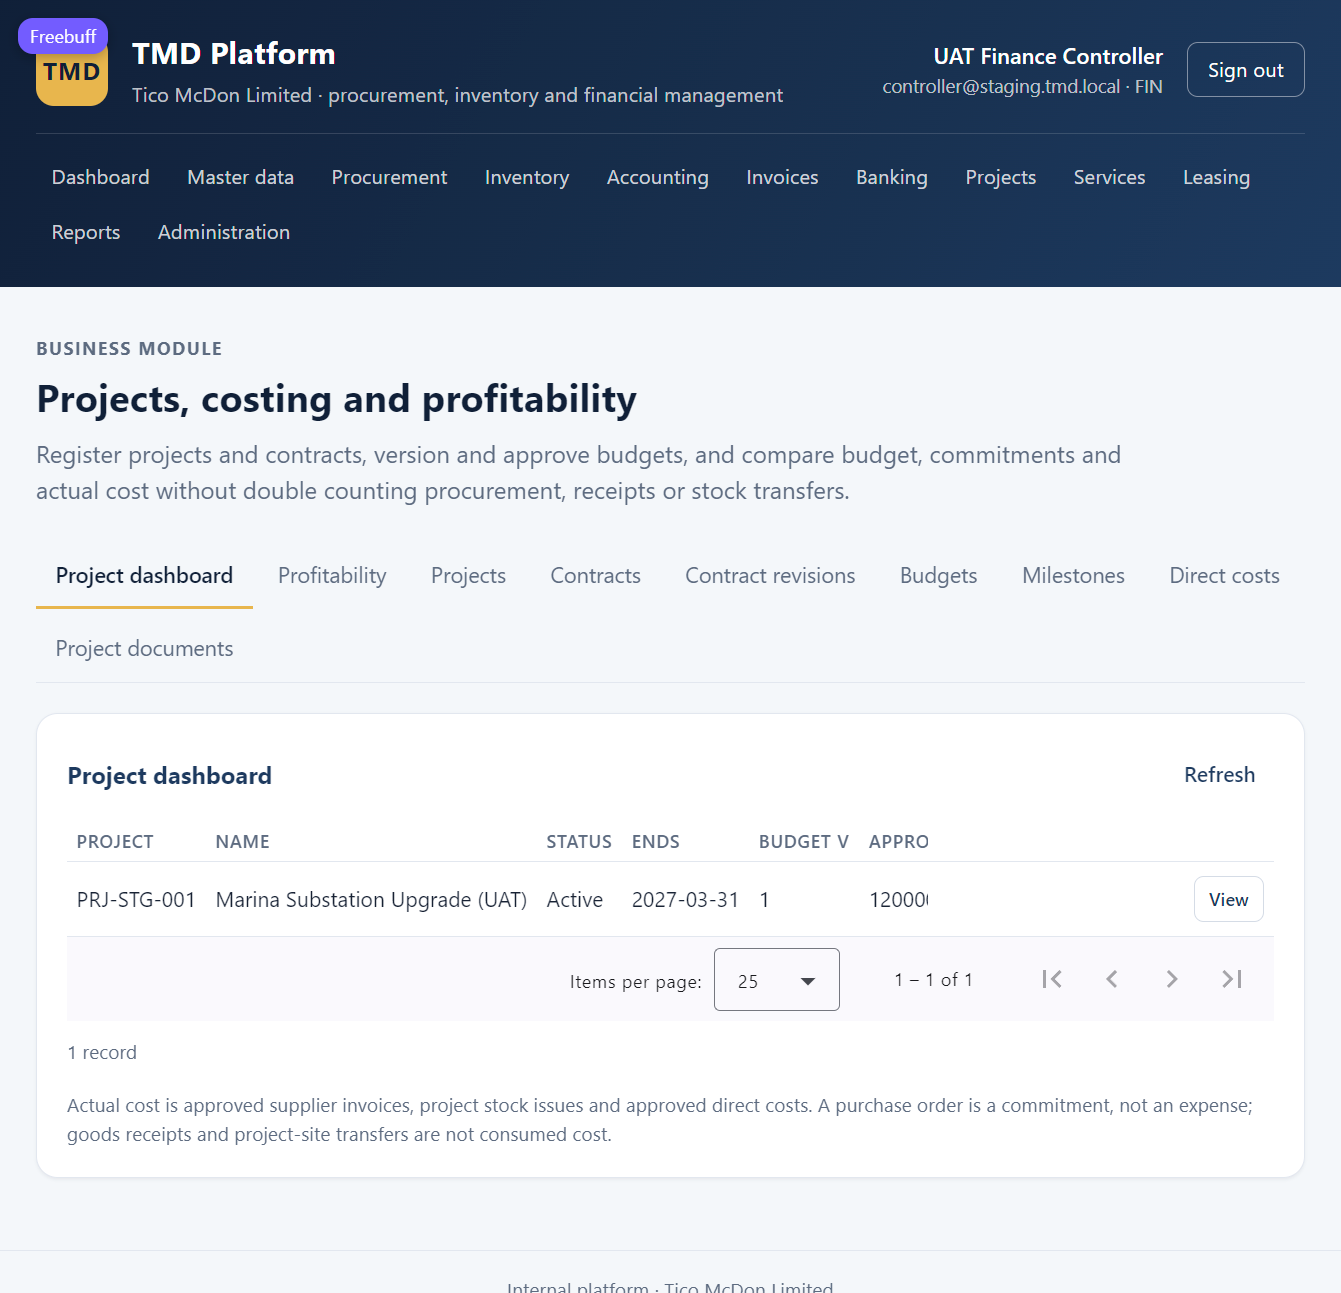 Freebuff
TMD
TMD Platform
Tico McDon Limited · procurement, inventory and financial management
UAT Finance Controller
controller@staging.tmd.local · FIN
Sign out
Dashboard Master data Procurement Inventory Accounting Invoices Banking Projects Services Leasing
Reports Administration
BUSINESS MODULE
Projects, costing and profitability
Register projects and contracts, version and approve budgets, and compare budget, commitments and
actual cost without double counting procurement, receipts or stock transfers.
Project dashboard Profitability Projects Contracts Contract revisions Budgets Milestones Direct costs
Project documents
Project dashboard
Refresh
PROJECT NAME STATUS ENDS BUDGET V APPRO
PRJ-STG-001 Marina Substation Upgrade (UAT) Active 2027-03-31 1 120000 View
Items per page: 25 1 – 1 of 1
1 record
Actual cost is approved supplier invoices, project stock issues and approved direct costs. A purchase order is a commitment, not an expense;
goods receipts and project-site transfers are not consumed cost.
Internal platform · Tico McDon Limited